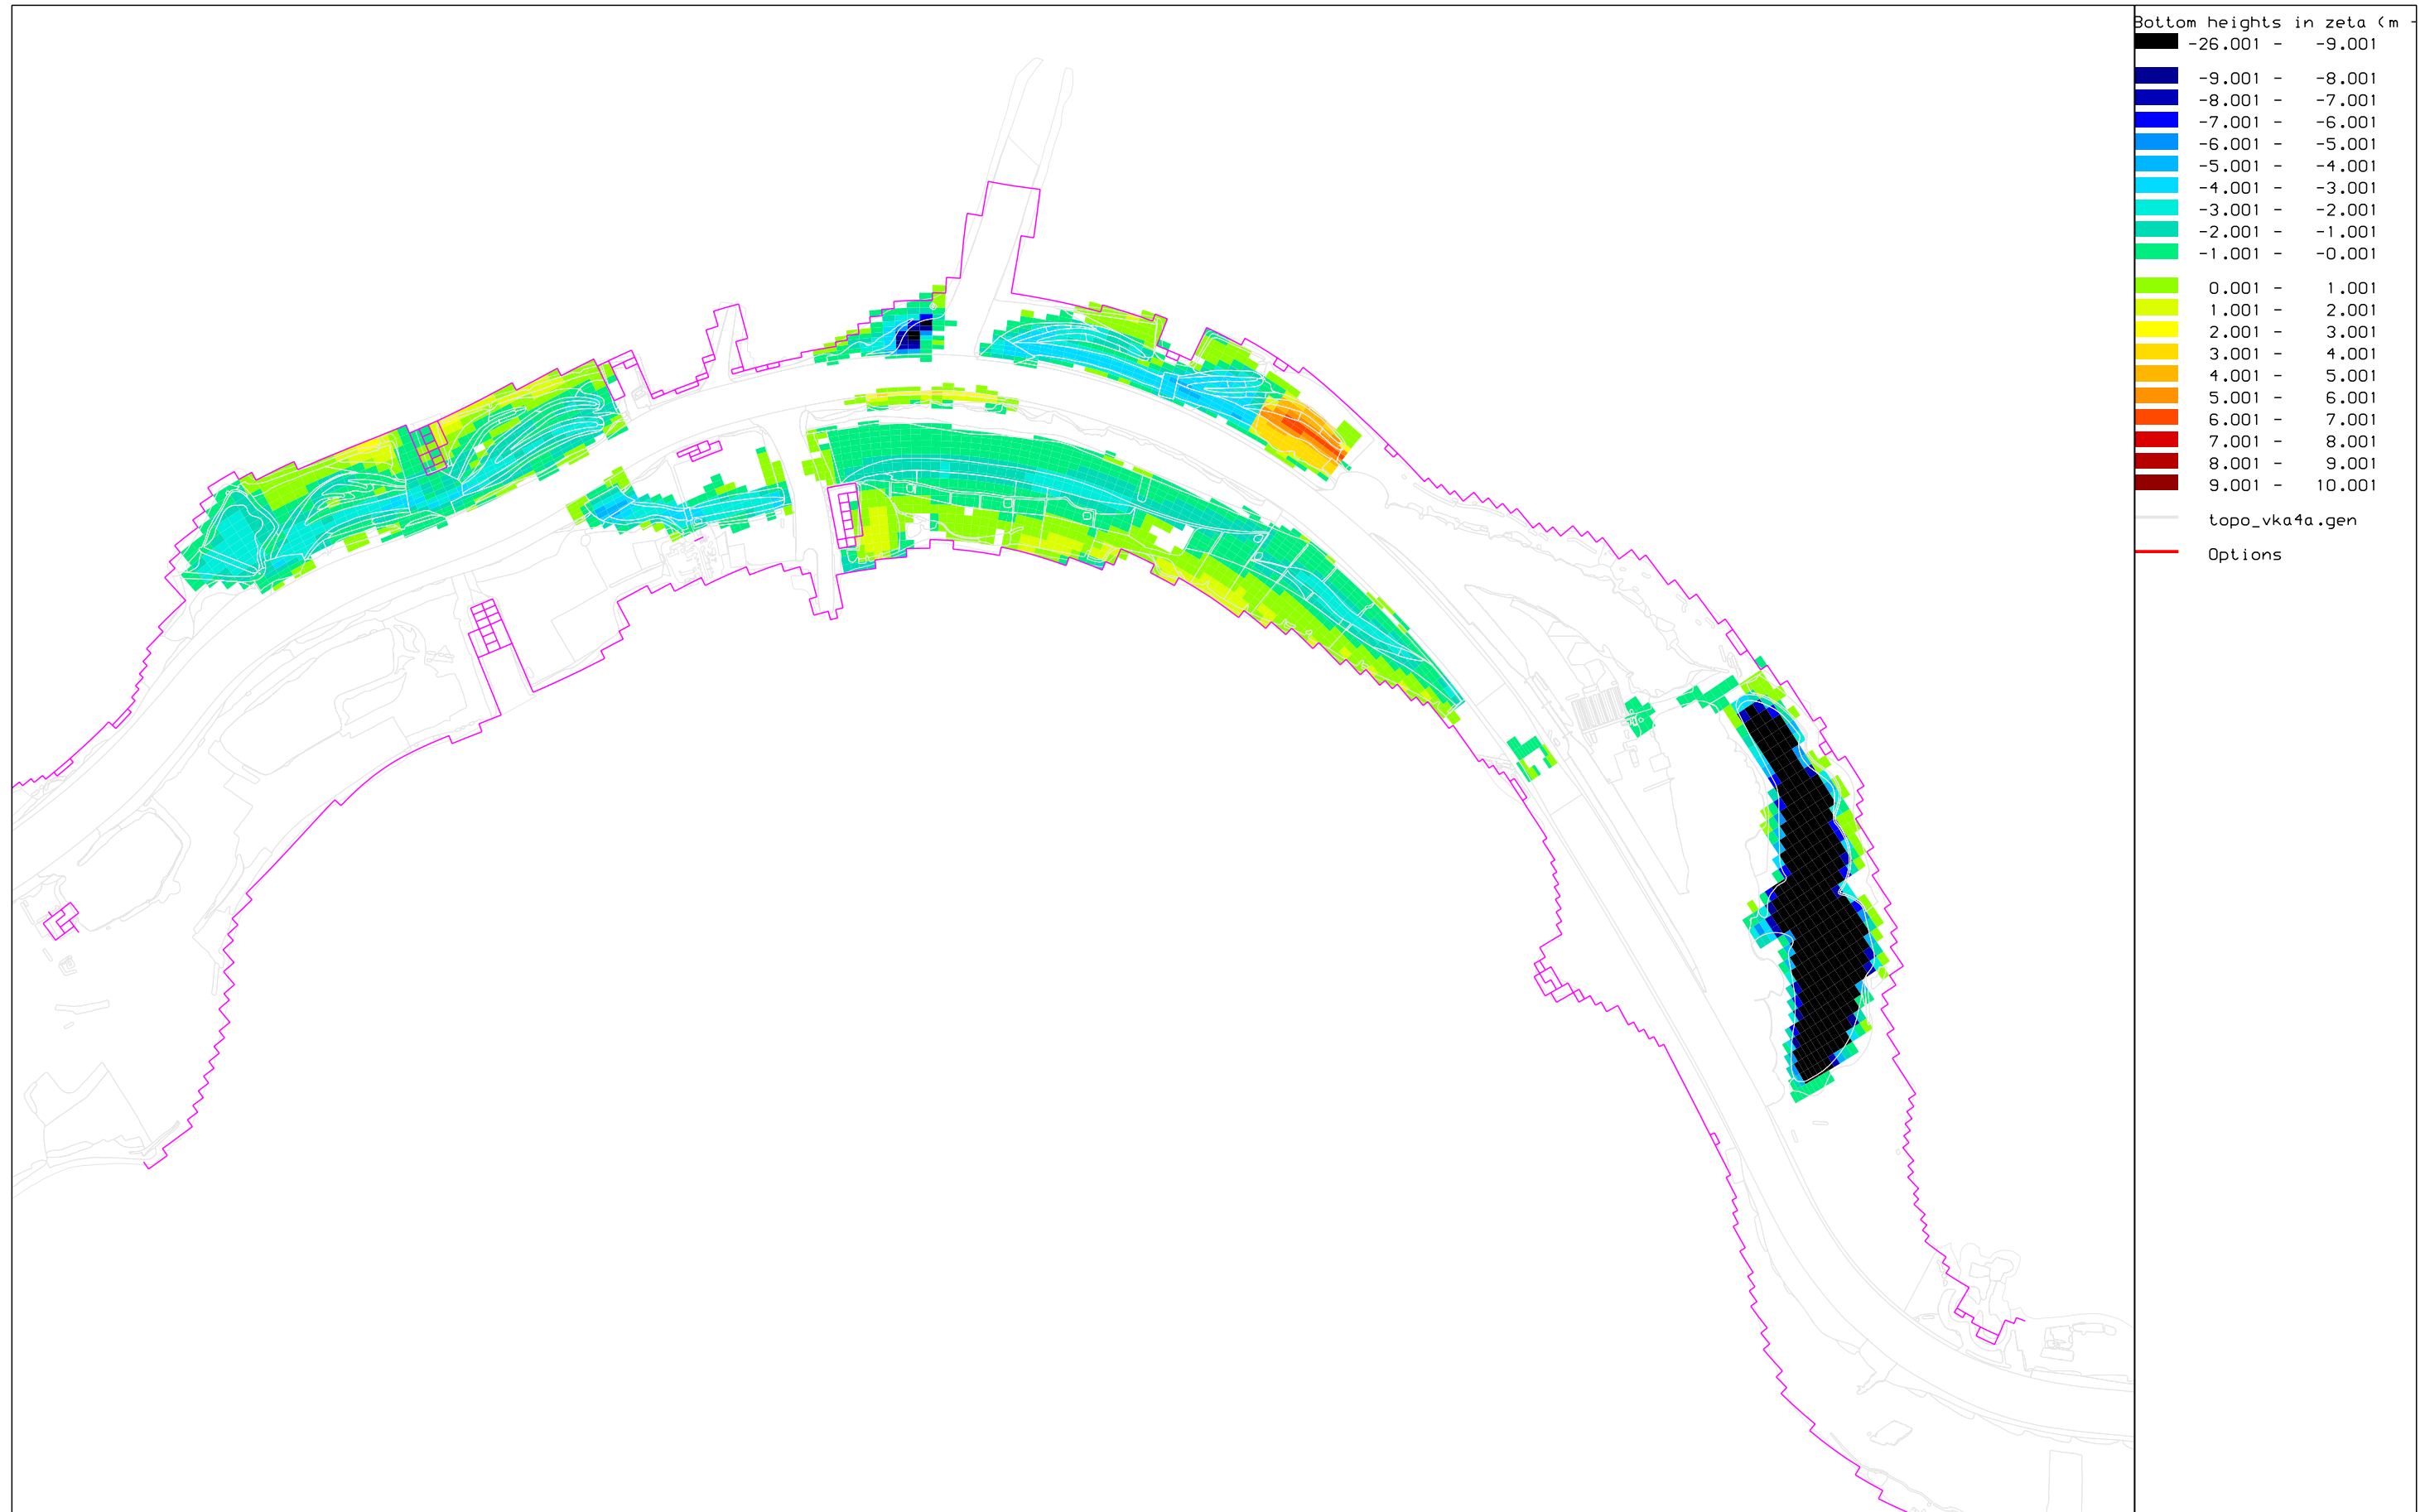 Bottom heights in zeta (m -
-26.001 - -9.001
-9.001 - -8.001
-8.001 - -7.001
-7.001 - -6.001
-6.001 - -5.001
-5.001 - -4.001
-4.001 - -3.001
-3.001 - -2.001
-2.001 - -1.001
-1.001 - -0.001
0.001 - 1.001
1.001 - 2.001
2.001 - 3.001
3.001 - 4.001
4.001 - 5.001
5.001 - 6.001
6.001 - 7.001
7.001 - 8.001
8.001 - 9.001
9.001 - 10.001
topo_vka4a.gen
Options